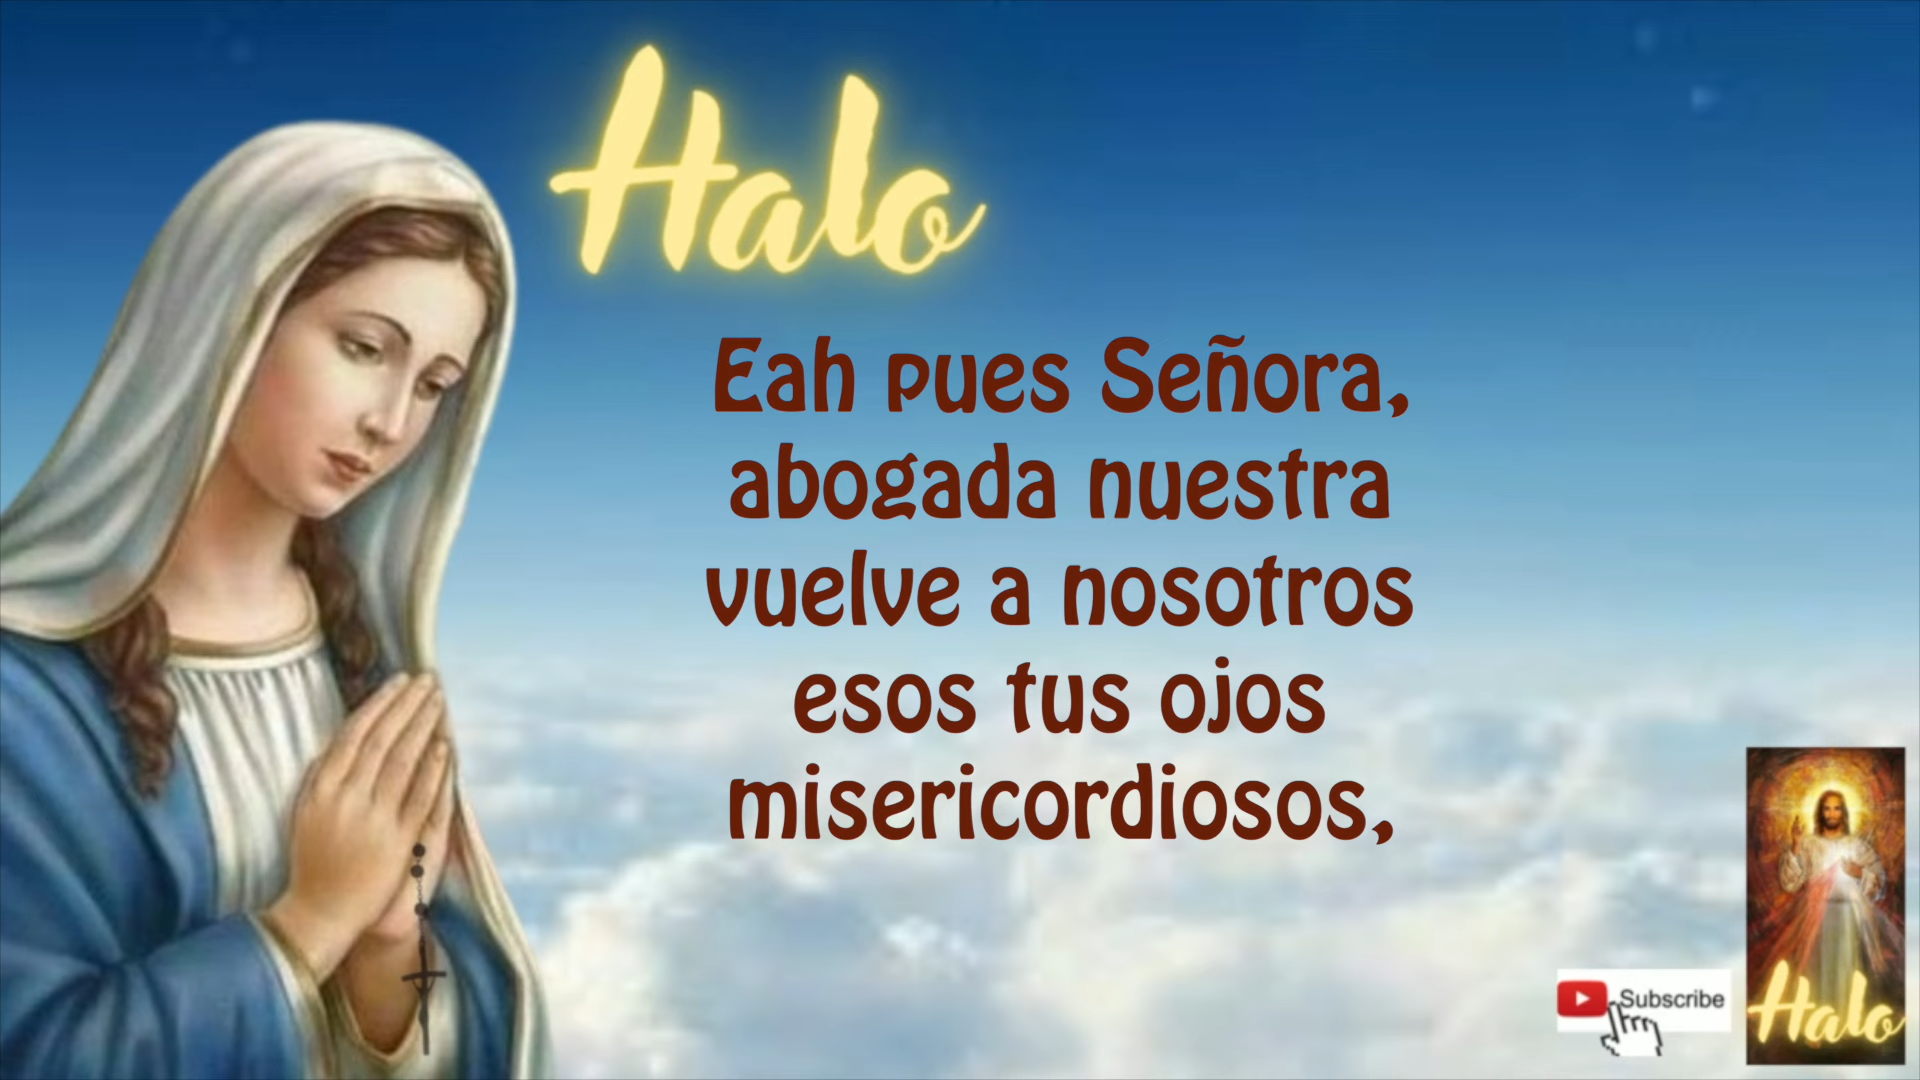 Halo
Eah pues Señora,
abogada nuestra
vuelve a nosotros
esos tus ojos
misericordiosos,
Subscribe
Halo